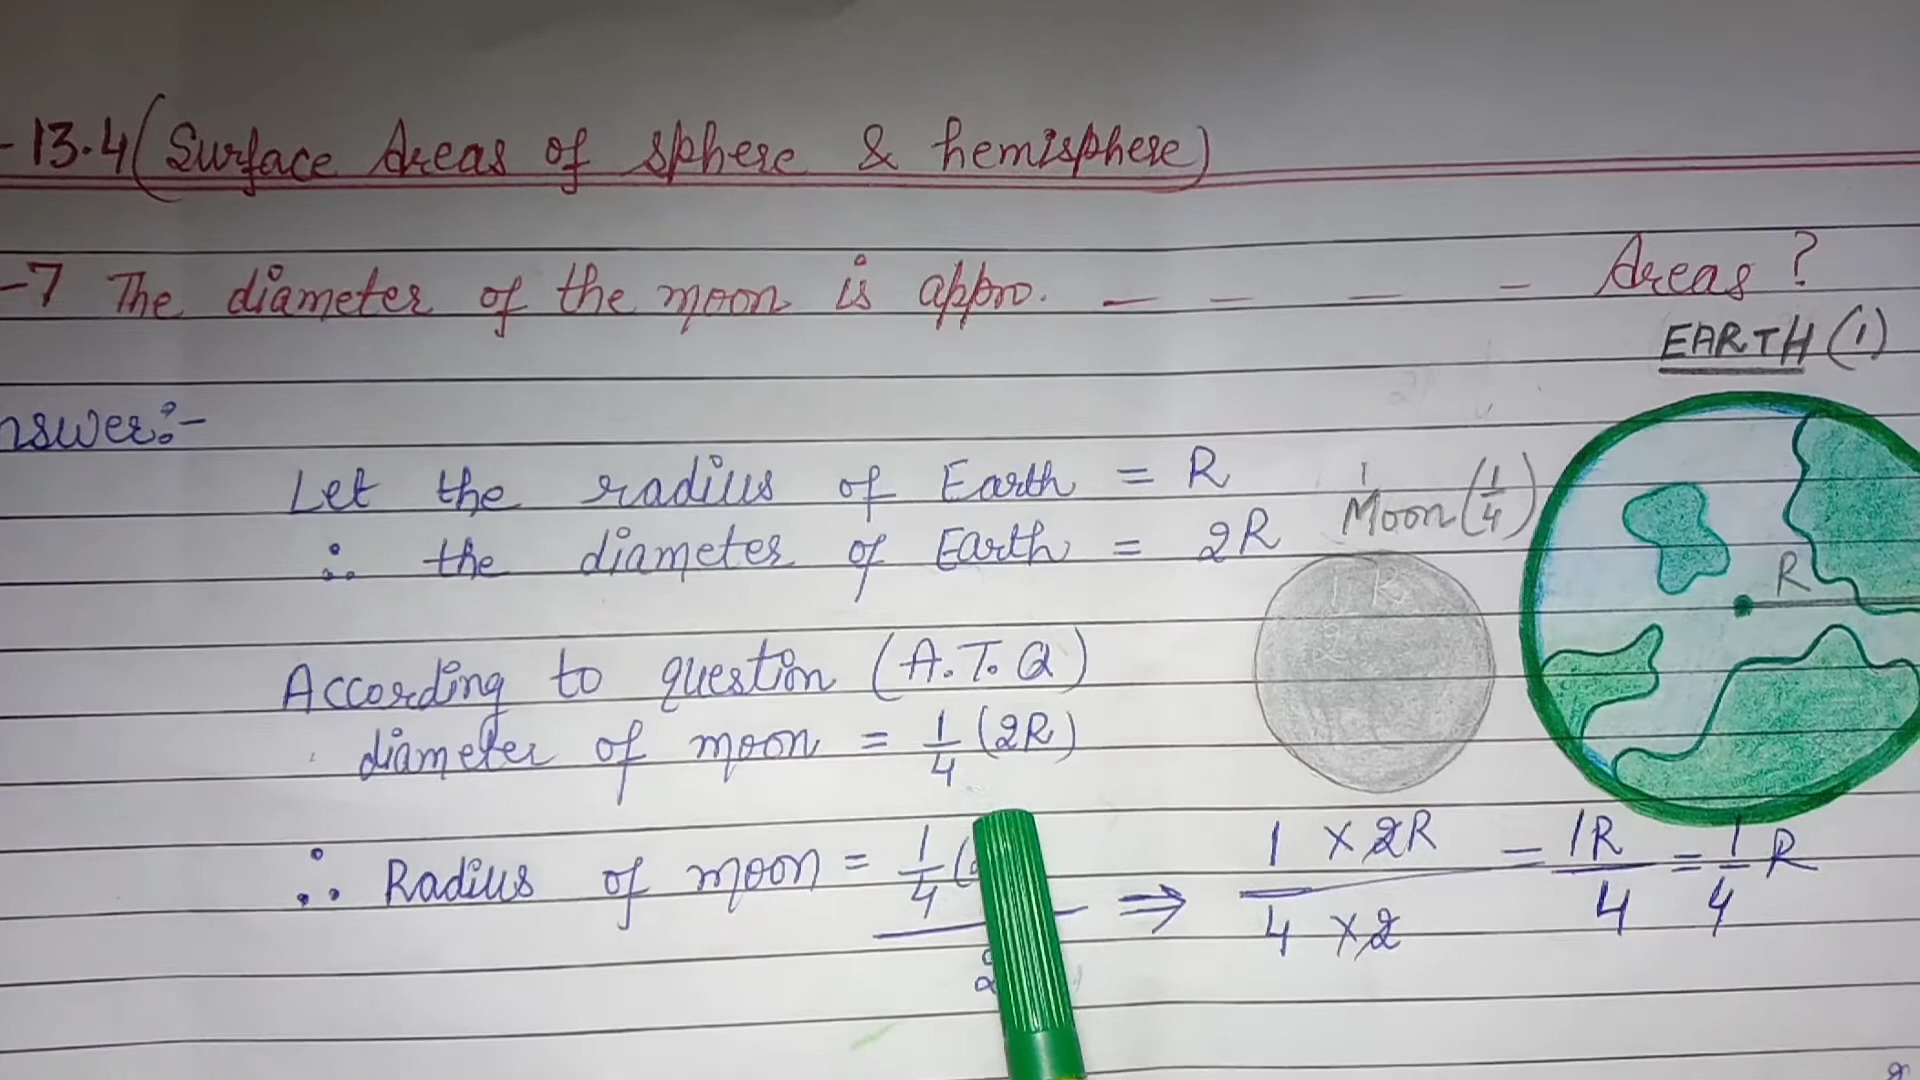 -13.4 (Surface Areas of sphere & hemisphere)
-7 The diameter of the moon is appro. — — — — Areas?
EARTH (1)
nswer:-
Let the radius of Earth = R
Moon (1/4)
∴ the diameter of Earth = 2R
R
According to question (A.T.Q)
diameter of moon = 1/4 (2R)
∴ Radius of moon = 1/4 ( ⇒ 1 × 2R / 4 × 2 = 1R/4 = 1/4 R
2